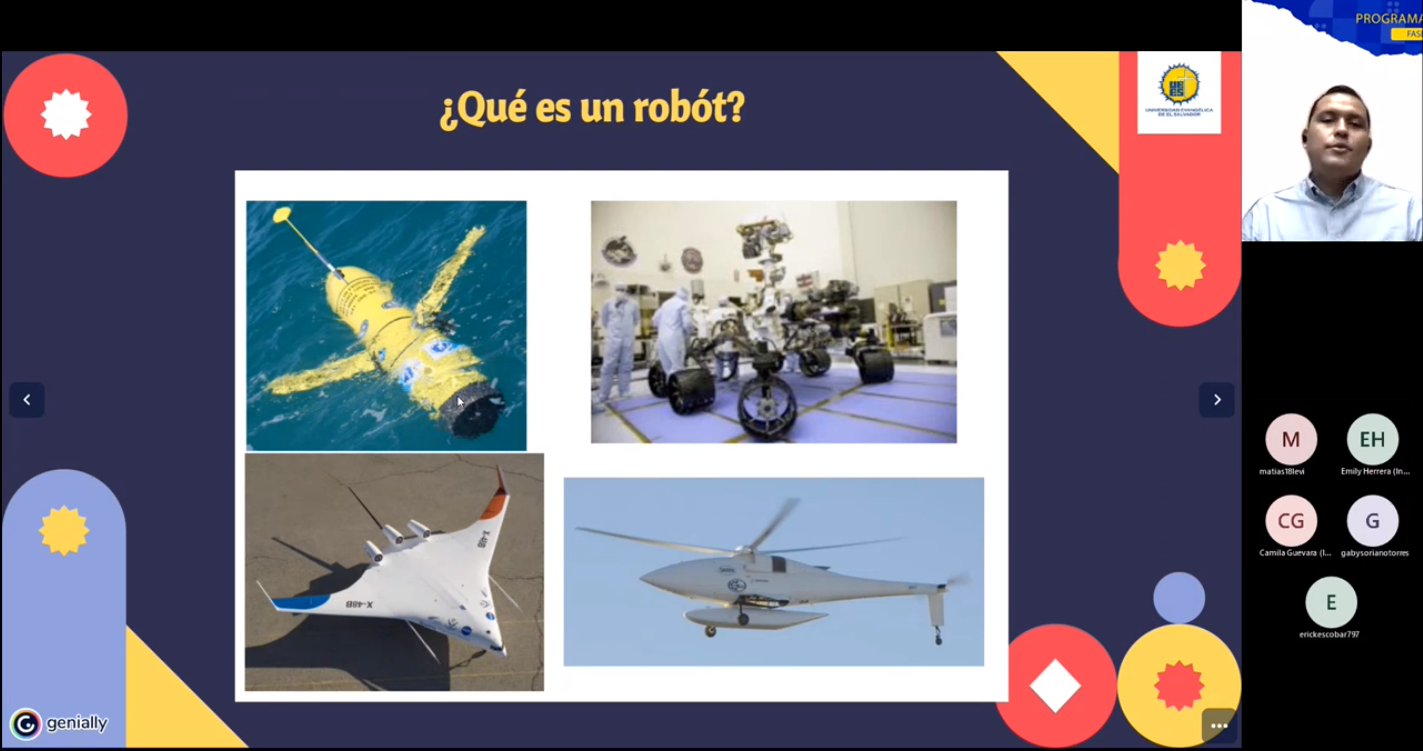 PROGRAMA
FAS
¿Qué es un robót?
UNIVERSIDAD EVANGÉLICA
DE EL SALVADOR
X-48B
X-48B
M
matias18levi
EH
Emily Herrera (In...
CG
Camila Guevara (I...
G
gabysorianotorres
E
erickescobar797
genially